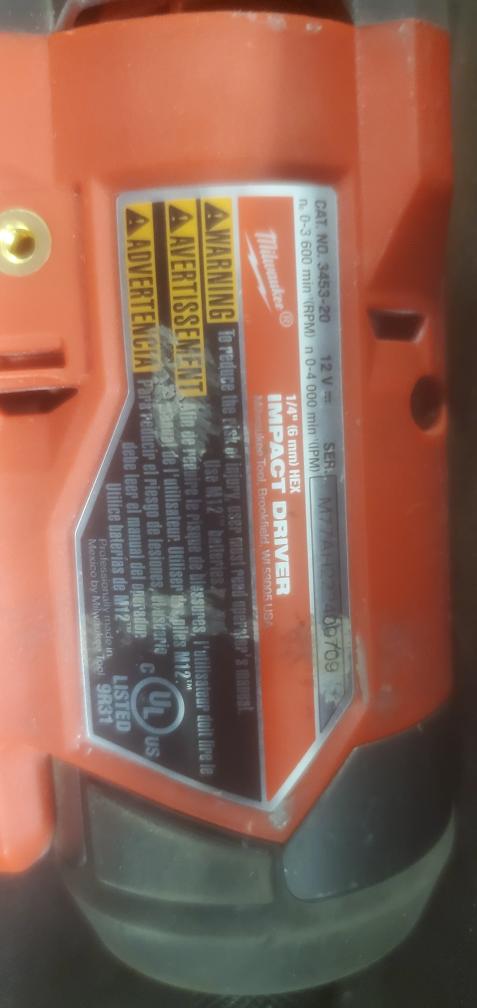 CAT. NO. 3453-20 12 V⎓ SER.
n₀ 0-3 600 min⁻¹(RPM) n 0-4 000 min⁻¹(IPM)
Milwaukee®
1/4" (6 mm) HEX
IMPACT DRIVER
Milwaukee Tool, Brookfield, WI 53005 USA
⚠WARNING To reduce the risk of injury, user must read operator's manual.
Use M12™ batteries.
⚠AVERTISSEMENT Afin de réduire le risque de blessures, l'utilisateur doit lire le
manuel de l'utilisateur. Utiliser piles M12™.
⚠ADVERTENCIA Para reducir el riesgo de lesiones, el usuario
debe leer el manual del operador.
Utilice baterías de M12™.
Professionally made in
Mexico by Milwaukee Tool
C UL US
LISTED
9R31